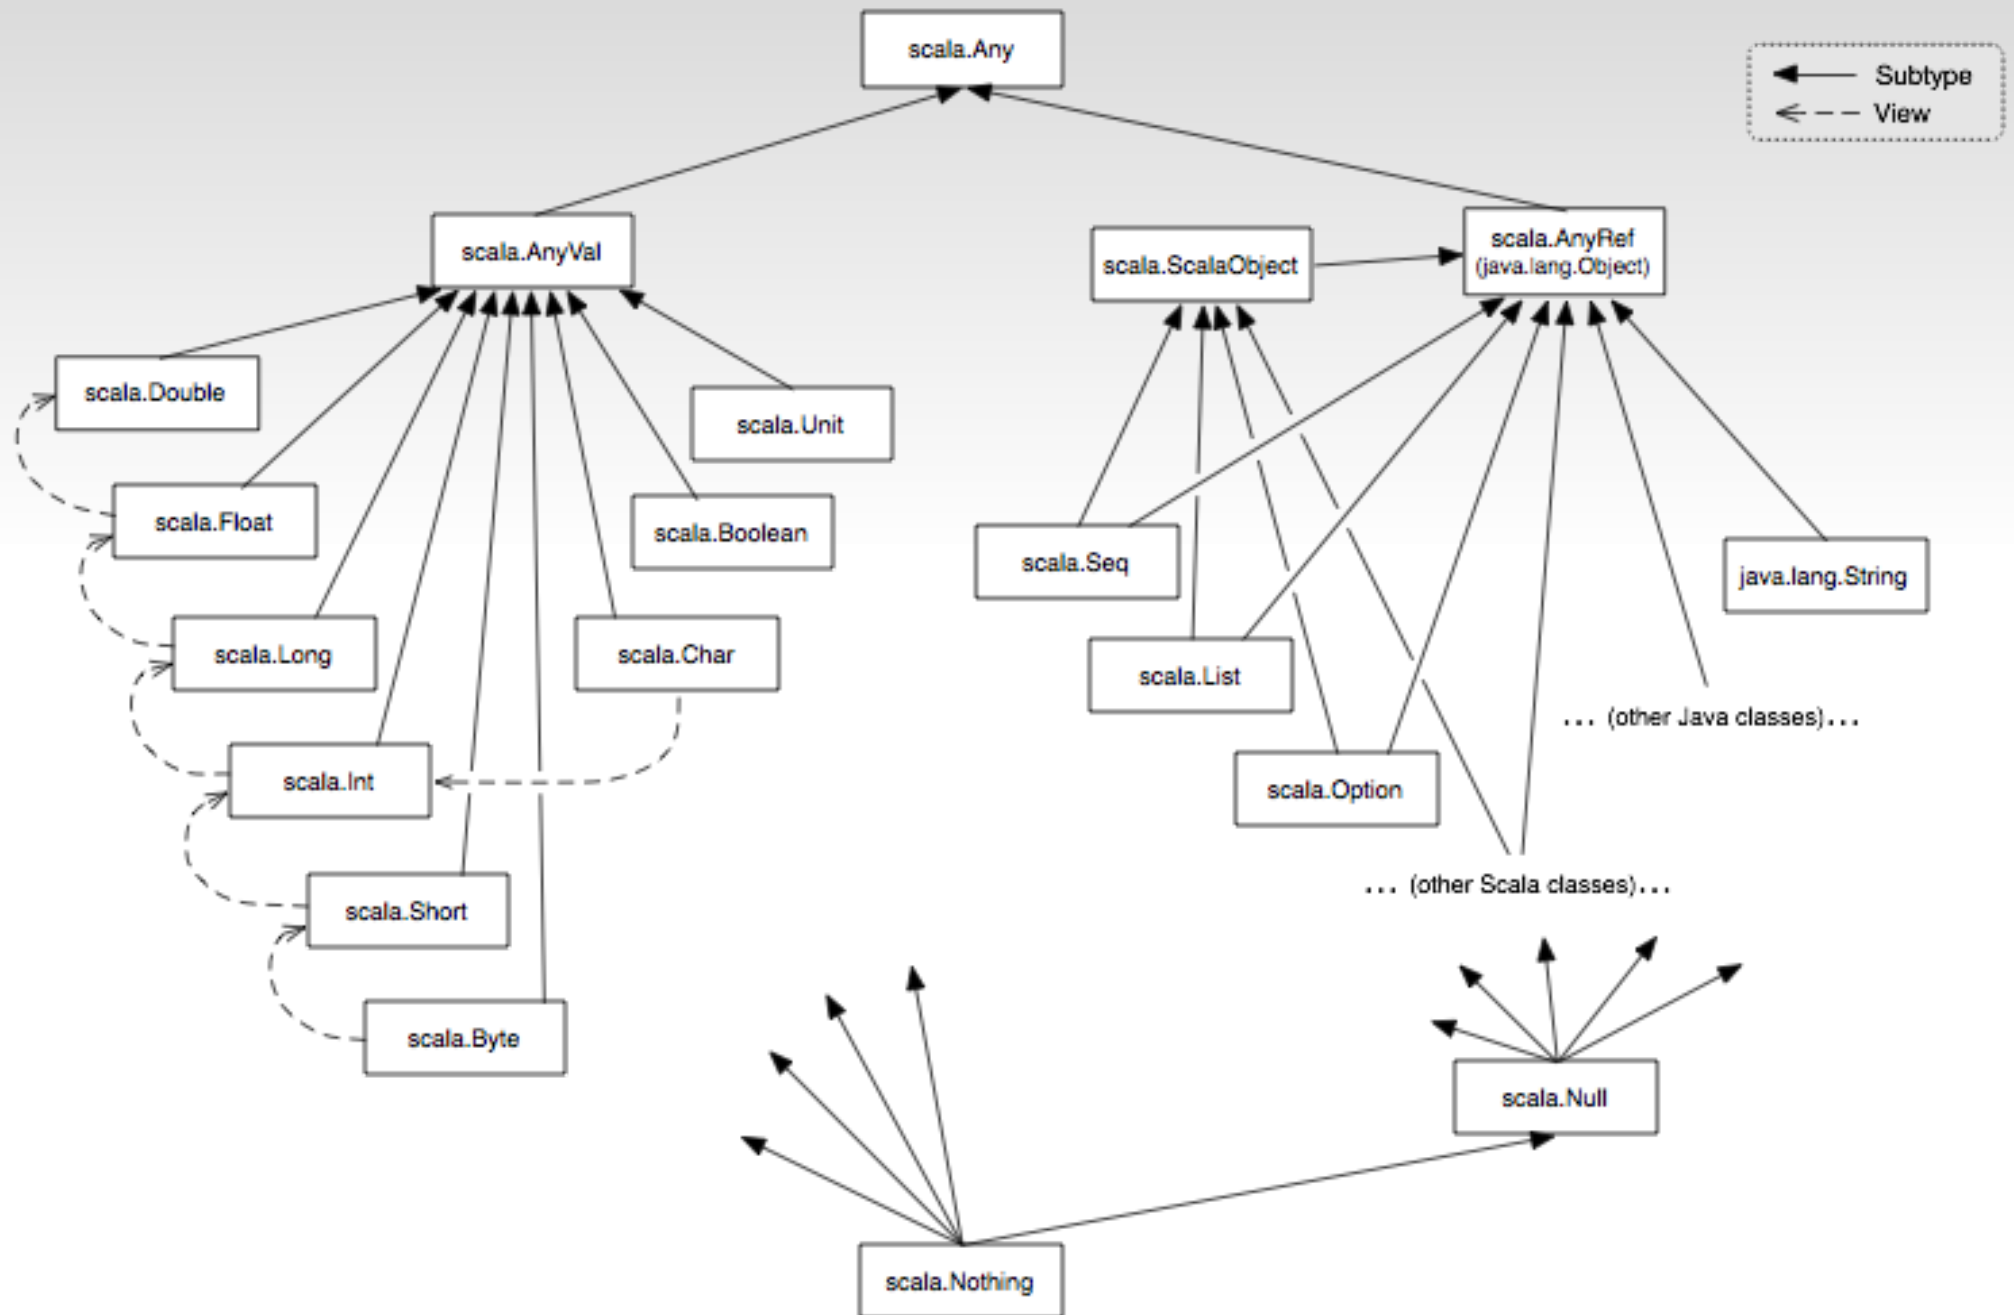 scala.Any
Subtype
View
scala.AnyVal
scala.ScalaObject
scala.AnyRef
(java.lang.Object)
scala.Double
scala.Unit
scala.Float
scala.Boolean
scala.Seq
java.lang.String
scala.Long
scala.Char
scala.List
... (other Java classes)...
scala.Int
scala.Option
... (other Scala classes)...
scala.Short
scala.Byte
scala.Null
scala.Nothing